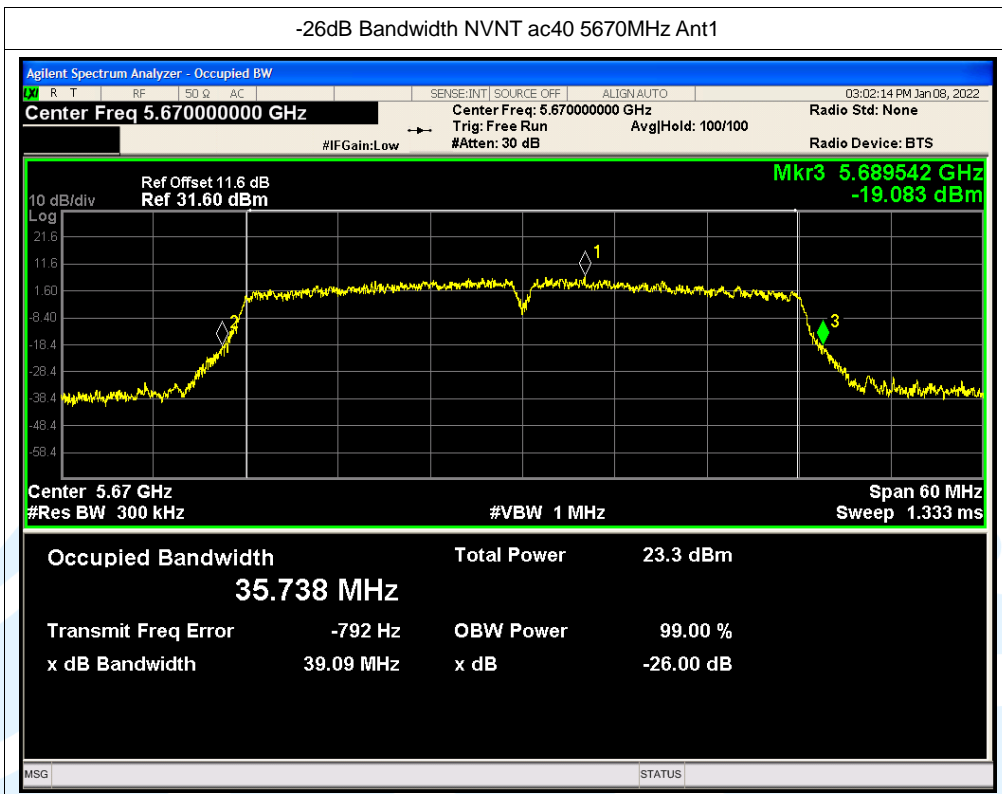 -26dB Bandwidth NVNT ac40 5670MHz Ant1
Agilent Spectrum Analyzer - Occupied BW
LXI R T RF 50 Ω AC SENSE:INT SOURCE OFF ALIGN AUTO 03:02:14 PM Jan 08, 2022
Center Freq 5.670000000 GHz Center Freq: 5.670000000 GHz Radio Std: None
Trig: Free Run Avg|Hold: 100/100
#IFGain:Low #Atten: 30 dB Radio Device: BTS
Mkr3 5.689542 GHz
-19.083 dBm
Ref Offset 11.6 dB
10 dB/div Ref 31.60 dBm
Log
21.6
11.6
1.60
-8.40
-18.4
-28.4
-38.4
-48.4
-58.4
1
2
3
Center 5.67 GHz Span 60 MHz
#Res BW 300 kHz #VBW 1 MHz Sweep 1.333 ms
Occupied Bandwidth Total Power 23.3 dBm
35.738 MHz
Transmit Freq Error -792 Hz OBW Power 99.00 %
x dB Bandwidth 39.09 MHz x dB -26.00 dB
MSG STATUS